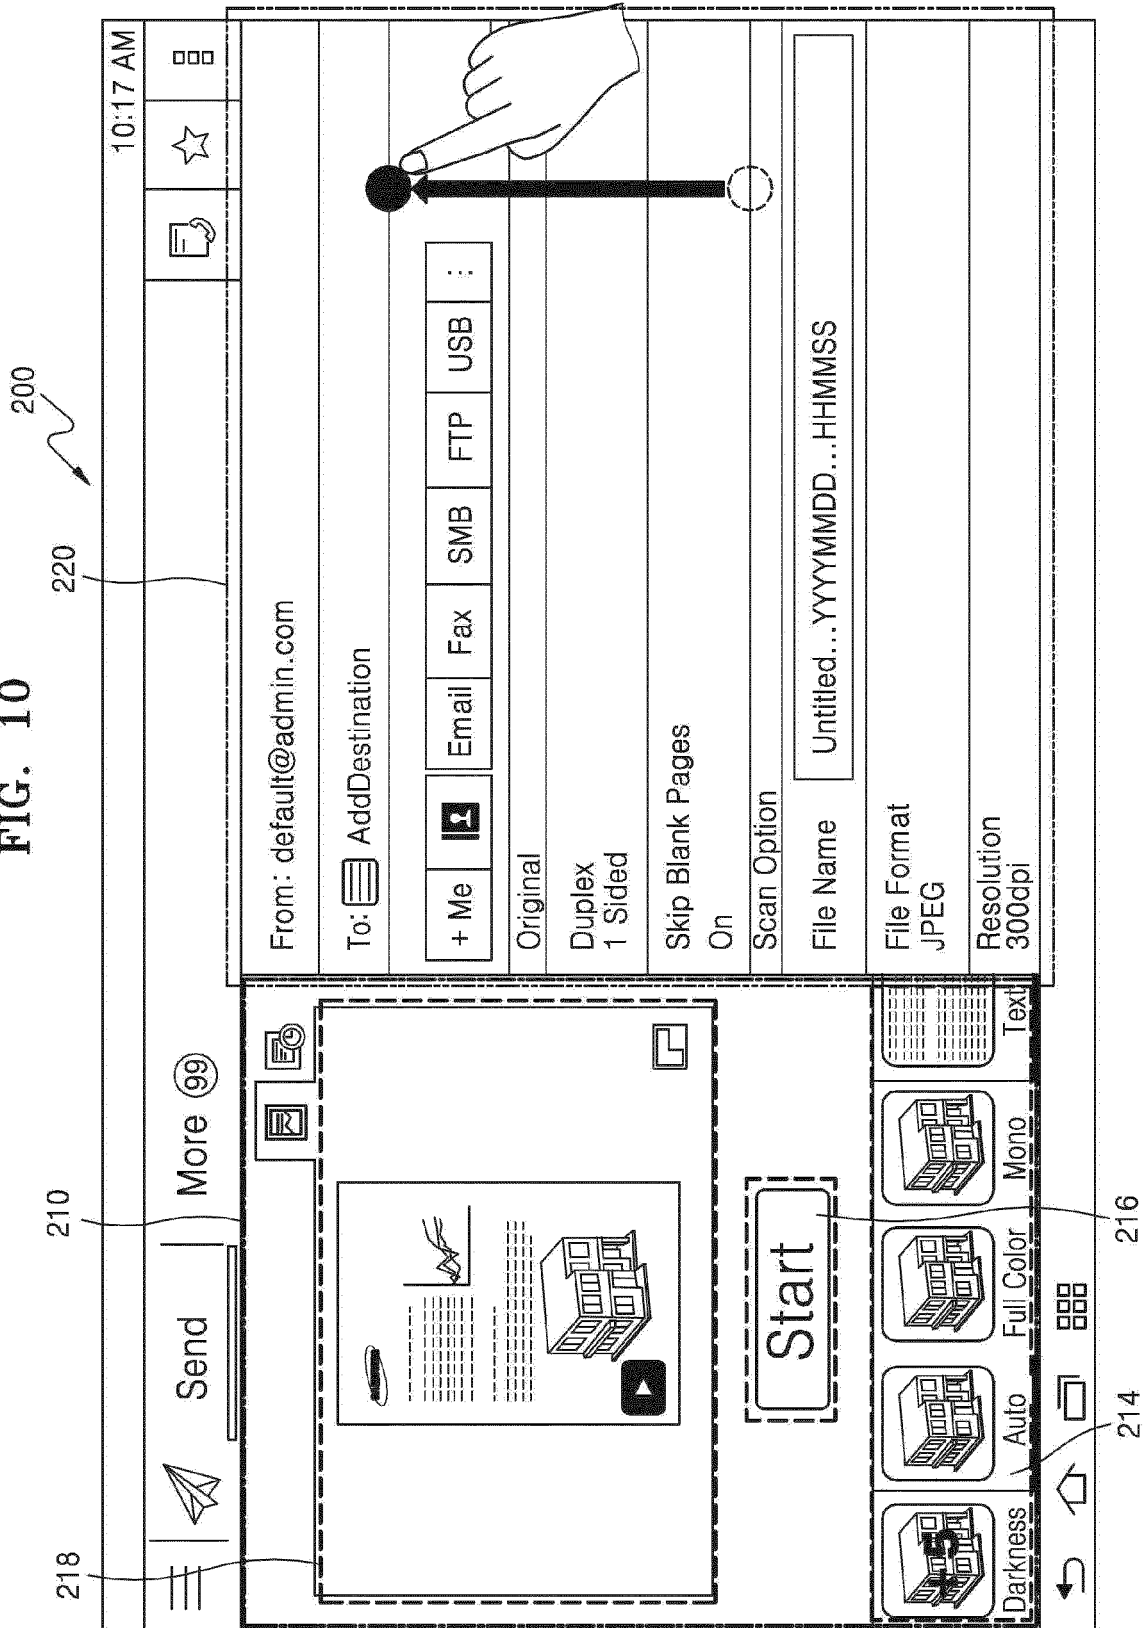 FIG. 10
200
10:17 AM
Send
More 99
210
220
218
From: default@admin.com
To: AddDestination
+ Me
Email
Fax
SMB
FTP
USB
Original
Duplex
1 Sided
Skip Blank Pages
On
Scan Option
File Name
Untitled...YYYYMMDD...HHMMSS
File Format
JPEG
Resolution
300dpi
Start
Darkness
Auto
Full Color
Mono
Text
214
216